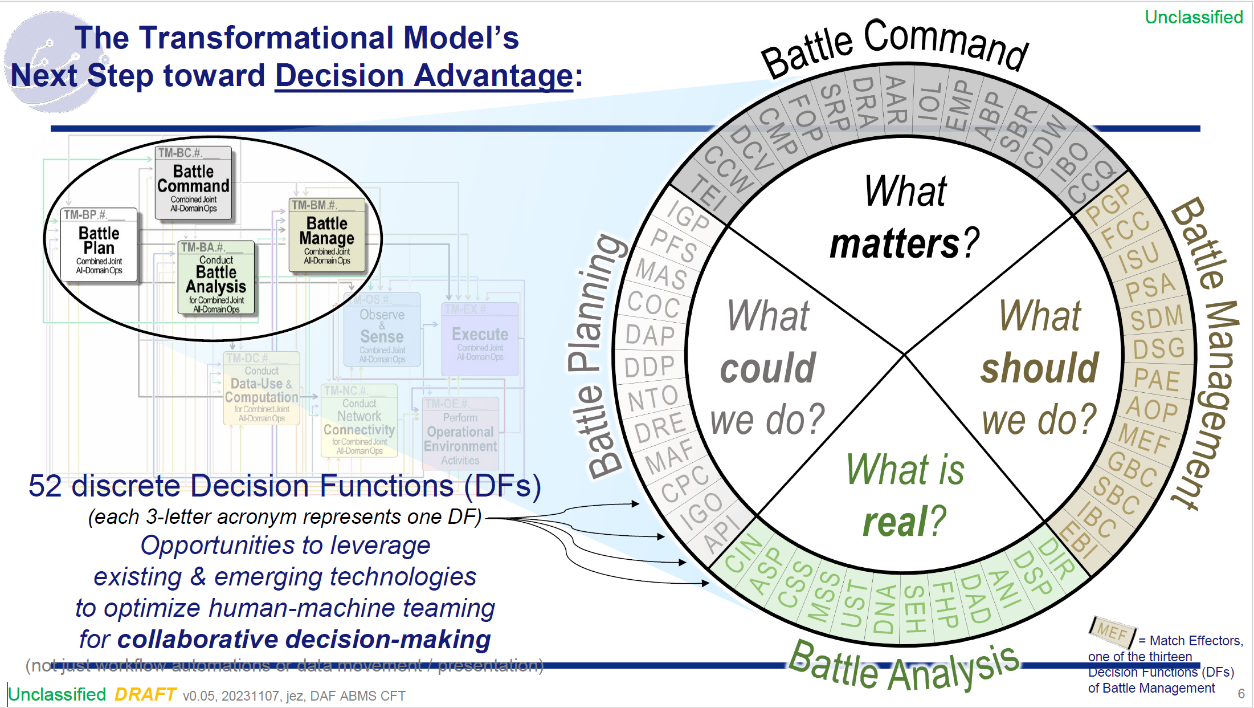 Unclassified
The Transformational Model's
Next Step toward Decision Advantage:
TM-BC.#.___
Battle
Command
Combined Joint
All-Domain Ops
TM-BP.#.___
Battle
Plan
Combined Joint
All-Domain Ops
TM-BM.#.___
Battle
Manage
Combined Joint
All-Domain Ops
TM-BA.#.___
Conduct
Battle
Analysis
for Combined Joint
All-Domain Ops
TM-OS.#.
Observe
& Sense
Combined Joint
All-Domain Ops
TM-EX.#.
Execute
Combined Joint
All-Domain Ops
TM-DC.#.
Conduct
Data-Use &
Computation
for Combined Joint
All-Domain Ops
TM-NC.#.
Conduct
Network
Connectivity
for Combined Joint
All-Domain Ops
TM-OE.#.
Perform
Operational
Environment
Activities
52 discrete Decision Functions (DFs)
(each 3-letter acronym represents one DF)
Opportunities to leverage
existing & emerging technologies
to optimize human-machine teaming
for collaborative decision-making
(not just workflow automations or data movement / presentation)
Battle Command
TEI
CCW
DCV
CMP
FOP
SRP
DRA
AAR
IOL
EMP
ABP
SBR
CDW
IBO
CCQ
Battle Management
PGP
FCC
ISU
PSA
SDM
DSG
PAE
AOP
MEF
GBC
SBC
IBC
EBI
Battle Planning
IGP
PFS
MAS
COC
DAP
DDP
NTO
DRE
MAF
CPC
IGO
API
Battle Analysis
CIN
ASP
CSS
MSS
UST
DNA
SEH
FHP
DAD
ANI
DSP
DIR
What
matters?
What
could
we do?
What
should
we do?
What is
real?
MEF
= Match Effectors,
one of the thirteen
Decision Functions (DFs)
of Battle Management
Unclassified DRAFT v0.05, 20231107, jez, DAF ABMS CFT
6